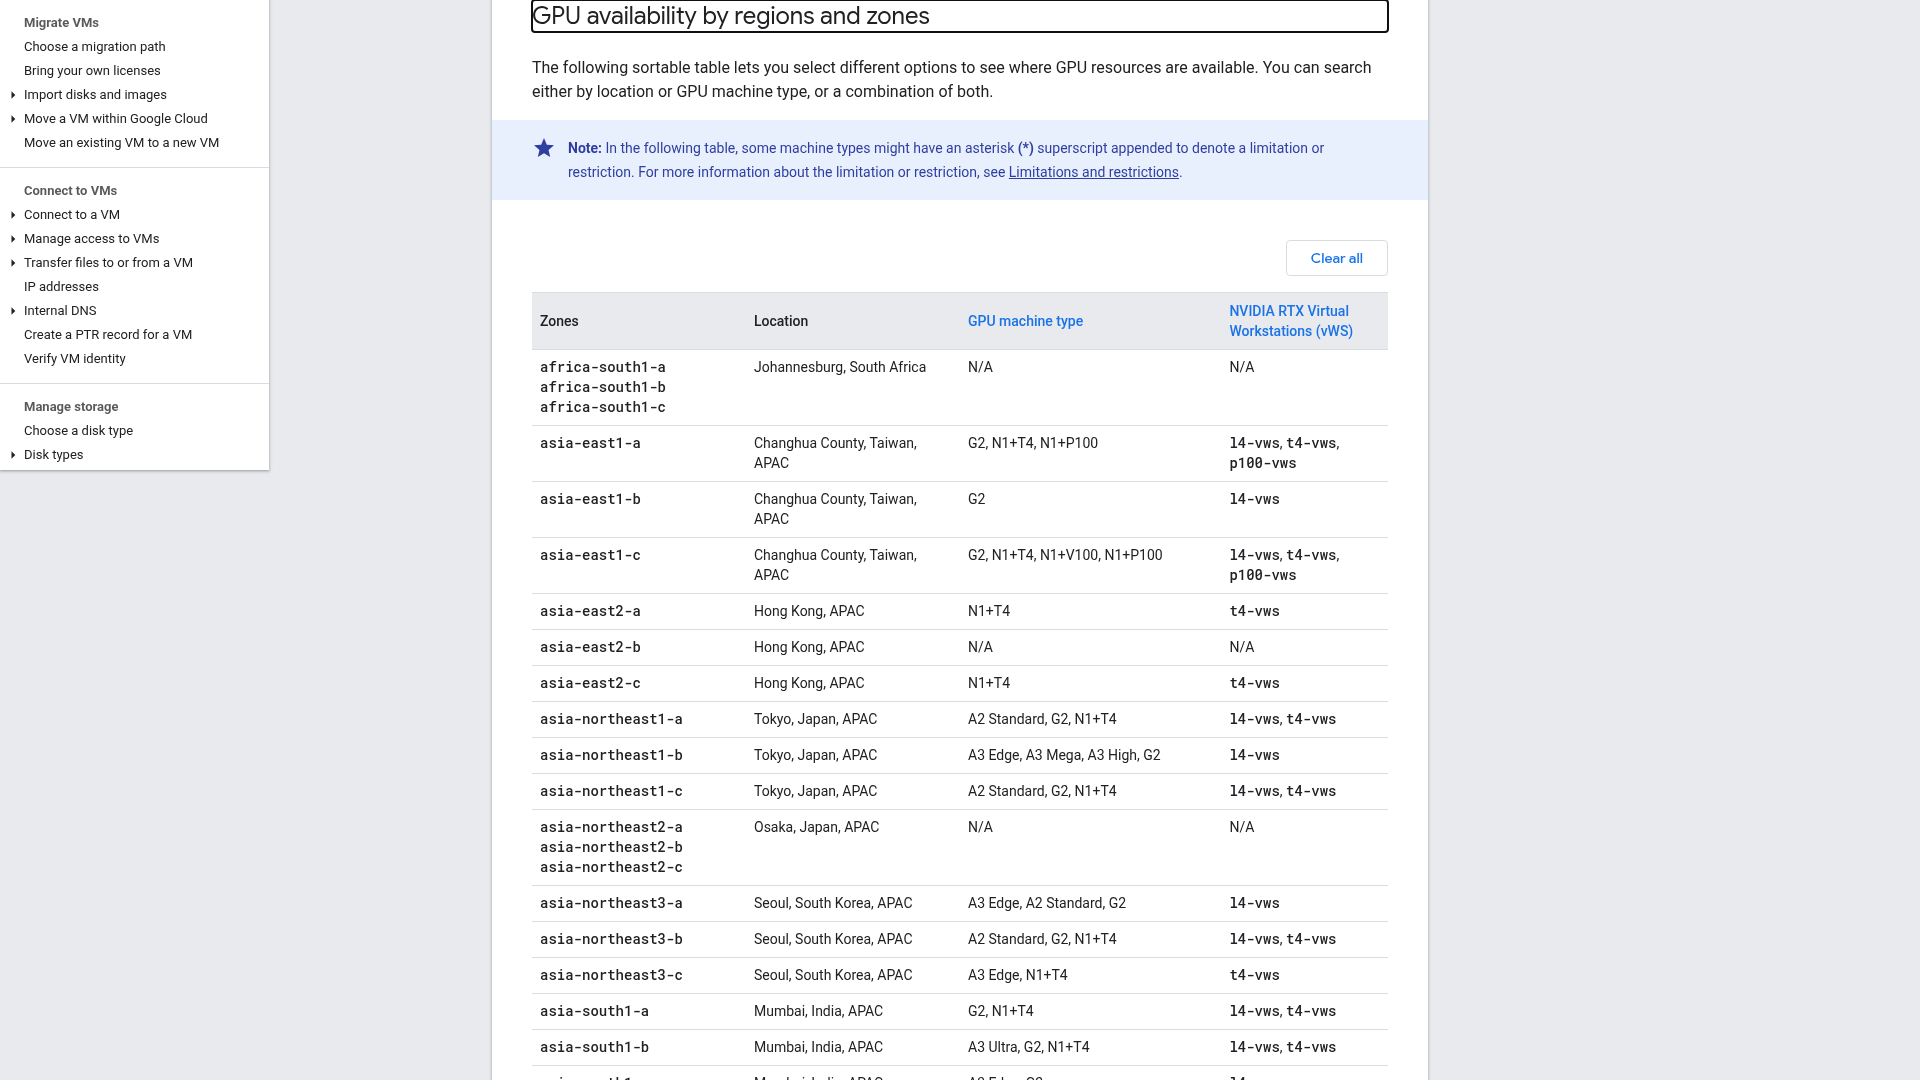 Migrate VMs
Choose a migration path
Bring your own licenses
Import disks and images
Move a VM within Google Cloud
Move an existing VM to a new VM
Connect to VMs
Connect to a VM
Manage access to VMs
Transfer files to or from a VM
IP addresses
Internal DNS
Create a PTR record for a VM
Verify VM identity
Manage storage
Choose a disk type
Disk types
GPU availability by regions and zones
The following sortable table lets you select different options to see where GPU resources are available. You can search
either by location or GPU machine type, or a combination of both.
Note: In the following table, some machine types might have an asterisk (*) superscript appended to denote a limitation or
restriction. For more information about the limitation or restriction, see Limitations and restrictions.
Clear all
Zones Location GPU machine type NVIDIA RTX Virtual
Workstations (vWS)
africa-south1-a Johannesburg, South Africa N/A N/A
africa-south1-b
africa-south1-c
asia-east1-a Changhua County, Taiwan, G2, N1+T4, N1+P100 l4-vws, t4-vws,
APAC p100-vws
asia-east1-b Changhua County, Taiwan, G2 l4-vws
APAC
asia-east1-c Changhua County, Taiwan, G2, N1+T4, N1+V100, N1+P100 l4-vws, t4-vws,
APAC p100-vws
asia-east2-a Hong Kong, APAC N1+T4 t4-vws
asia-east2-b Hong Kong, APAC N/A N/A
asia-east2-c Hong Kong, APAC N1+T4 t4-vws
asia-northeast1-a Tokyo, Japan, APAC A2 Standard, G2, N1+T4 l4-vws, t4-vws
asia-northeast1-b Tokyo, Japan, APAC A3 Edge, A3 Mega, A3 High, G2 l4-vws
asia-northeast1-c Tokyo, Japan, APAC A2 Standard, G2, N1+T4 l4-vws, t4-vws
asia-northeast2-a Osaka, Japan, APAC N/A N/A
asia-northeast2-b
asia-northeast2-c
asia-northeast3-a Seoul, South Korea, APAC A3 Edge, A2 Standard, G2 l4-vws
asia-northeast3-b Seoul, South Korea, APAC A2 Standard, G2, N1+T4 l4-vws, t4-vws
asia-northeast3-c Seoul, South Korea, APAC A3 Edge, N1+T4 t4-vws
asia-south1-a Mumbai, India, APAC G2, N1+T4 l4-vws, t4-vws
asia-south1-b Mumbai, India, APAC A3 Ultra, G2, N1+T4 l4-vws, t4-vws